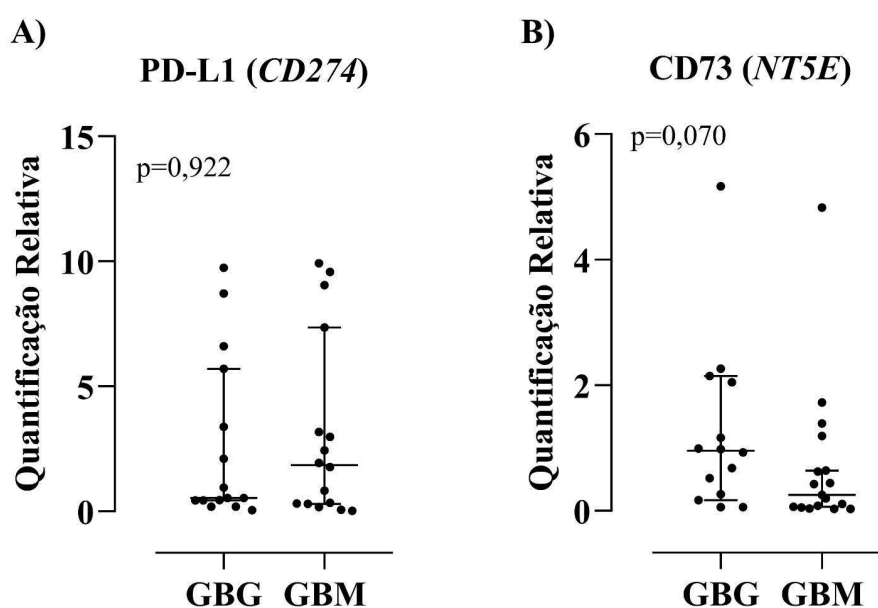 A)
PD-L1 (CD274)
Quantificação Relativa
15
10
5
0
p=0,922
GBG
GBM
B)
CD73 (NT5E)
Quantificação Relativa
6
4
2
0
p=0,070
GBG
GBM